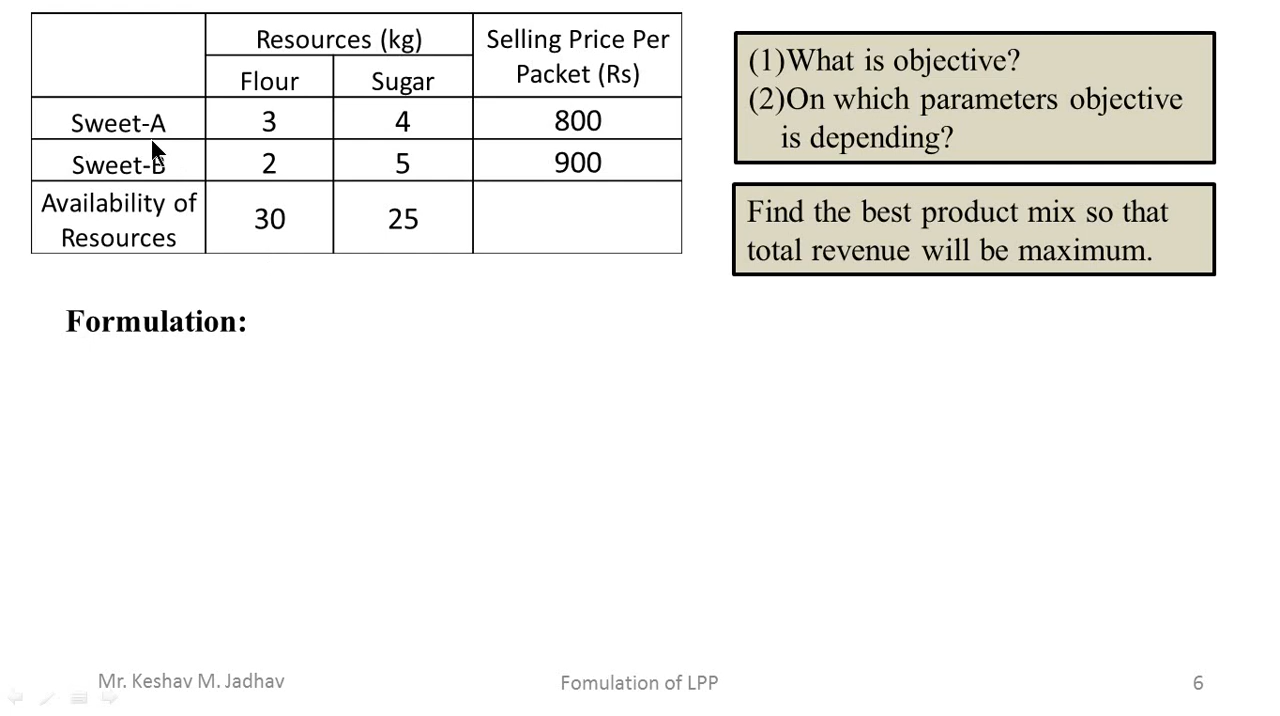 Resources (kg)
Selling Price Per
Packet (Rs)
Flour
Sugar
Sweet-A
3
4
800
Sweet-B
2
5
900
Availability of
Resources
30
25
(1)What is objective?
(2)On which parameters objective
is depending?
Find the best product mix so that
total revenue will be maximum.
Formulation:
Mr. Keshav M. Jadhav
Fomulation of LPP
6